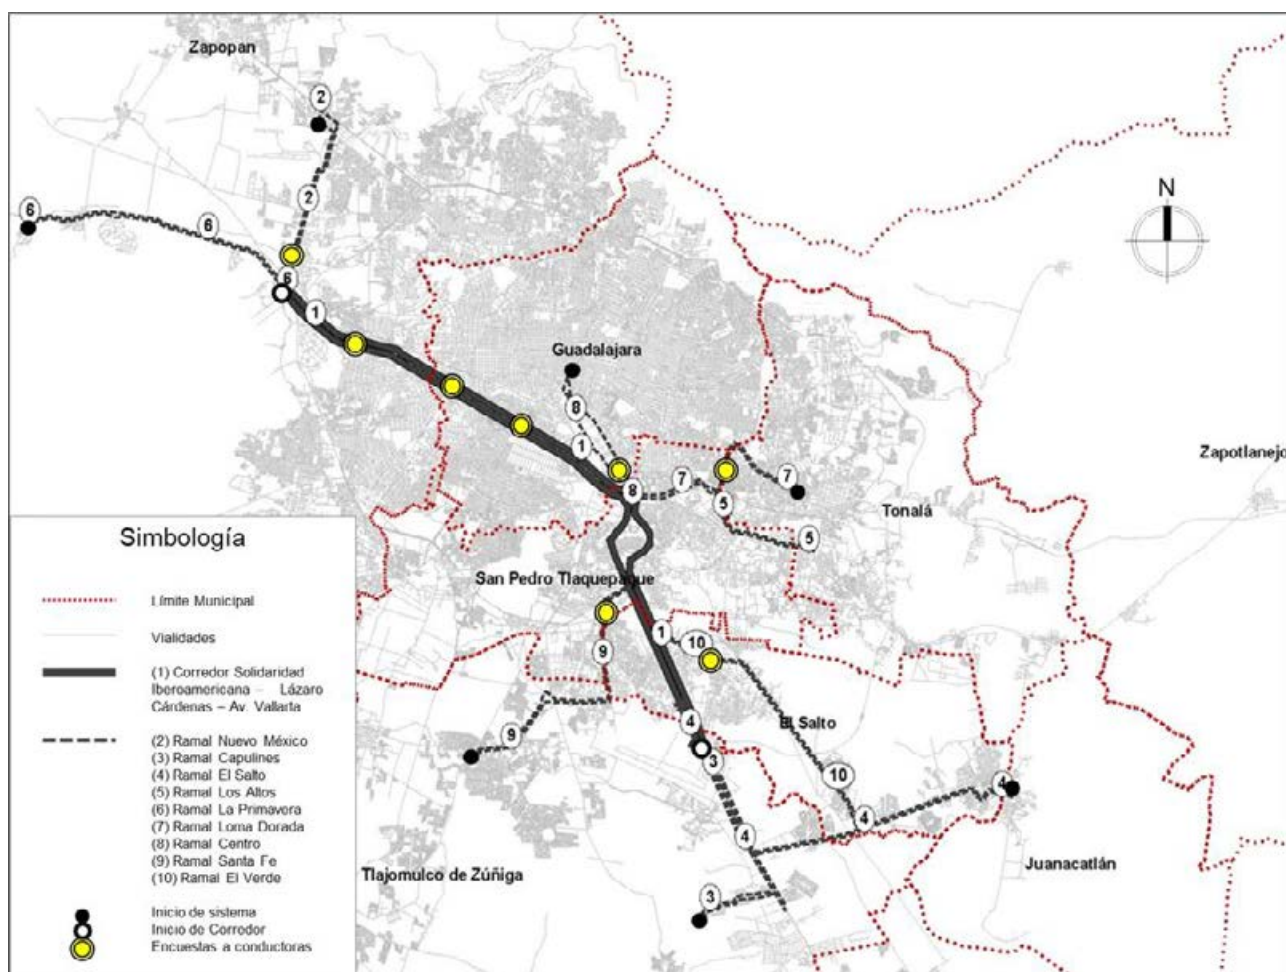 Zapopan
2
N
2
6
6
6
1
Guadalajara
8
1
7
7
Zapotlanejo
8
5
Tonalá
5
Simbología
San Pedro Tlaquepaque
Límite Municipal
1
10
Vialidades
9
(1) Corredor Solidaridad
Iberoamericana – Lázaro
Cárdenas – Av. Vallarta
4
El Salto
9
3
(2) Ramal Nuevo México
10
(3) Ramal Capulines
4
(4) Ramal El Salto
(5) Ramal Los Altos
4
(6) Ramal La Primavera
(7) Ramal Loma Dorada
4
(8) Ramal Centro
(9) Ramal Santa Fe
Juanacatlán
(10) Ramal El Verde
Tlajomulco de Zúñiga
3
Inicio de sistema
Inicio de Corredor
Encuestas a conductoras